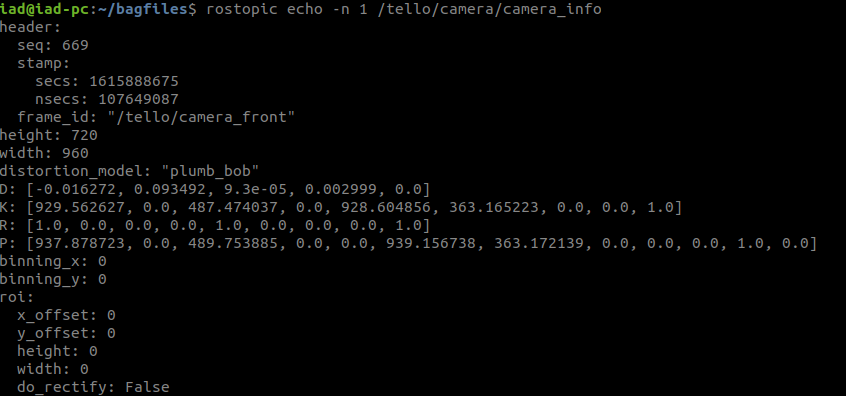 iad@iad-pc:~/bagfiles$ rostopic echo -n 1 /tello/camera/camera_info
header:
  seq: 669
  stamp:
    secs: 1615888675
    nsecs: 107649087
  frame_id: "/tello/camera_front"
height: 720
width: 960
distortion_model: "plumb_bob"
D: [-0.016272, 0.093492, 9.3e-05, 0.002999, 0.0]
K: [929.562627, 0.0, 487.474037, 0.0, 928.604856, 363.165223, 0.0, 0.0, 1.0]
R: [1.0, 0.0, 0.0, 0.0, 1.0, 0.0, 0.0, 0.0, 1.0]
P: [937.878723, 0.0, 489.753885, 0.0, 0.0, 939.156738, 363.172139, 0.0, 0.0, 0.0, 1.0, 0.0]
binning_x: 0
binning_y: 0
roi:
  x_offset: 0
  y_offset: 0
  height: 0
  width: 0
  do_rectify: False